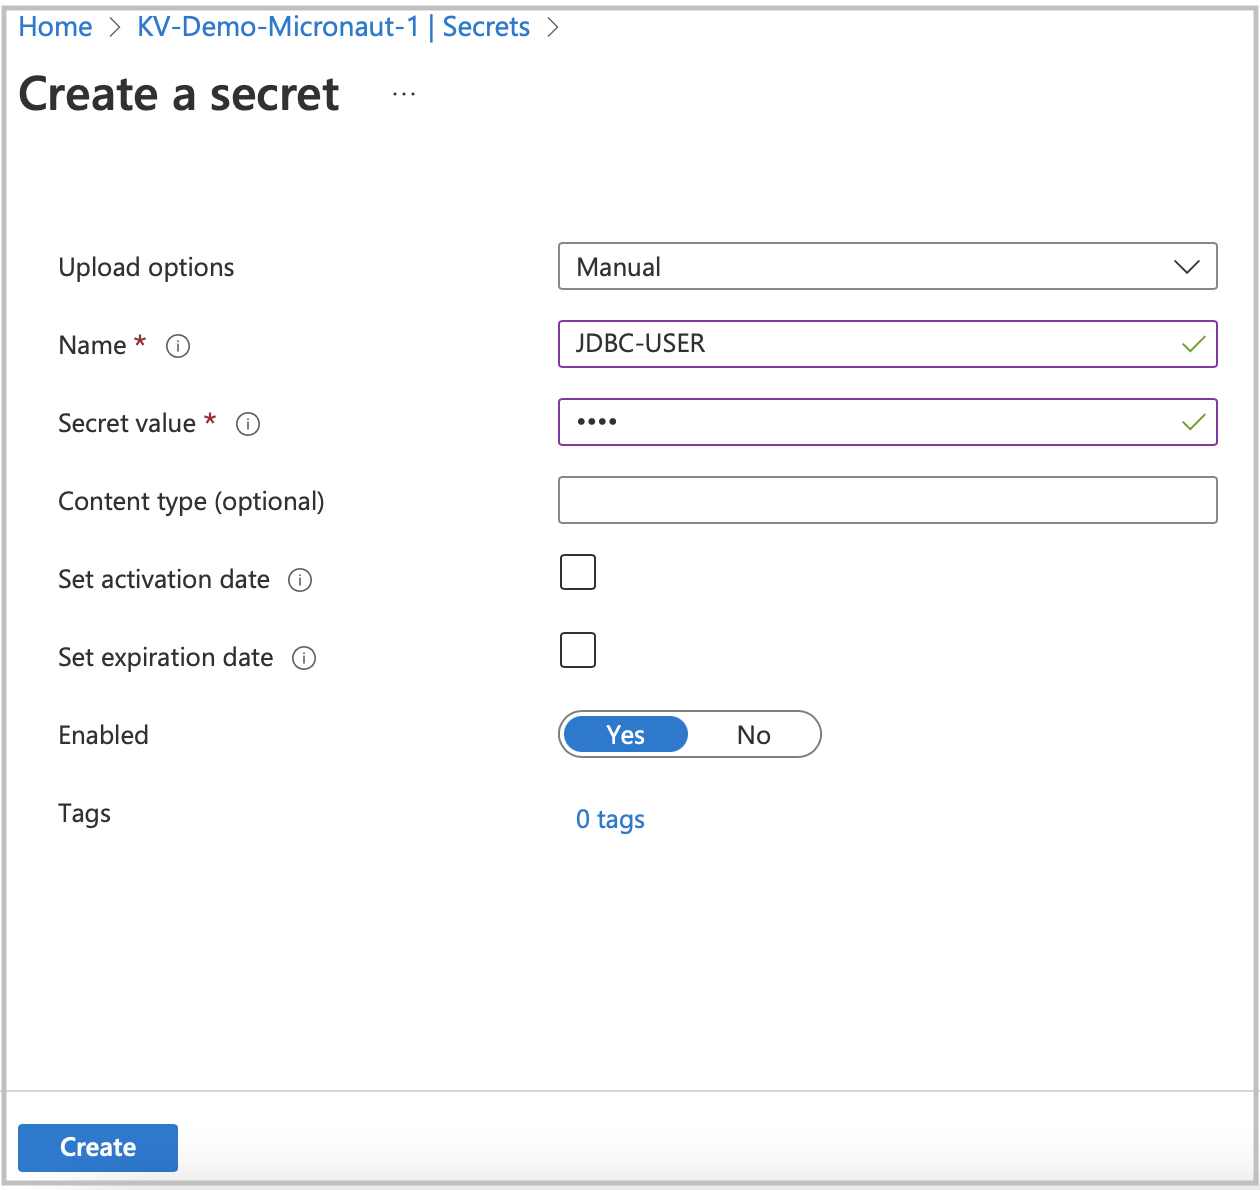 Home > KV-Demo-Micronaut-1 | Secrets >
Create a secret ...
Upload options Manual
Name * JDBC-USER
Secret value * ••••
Content type (optional)
Set activation date
Set expiration date
Enabled Yes No
Tags 0 tags
Create